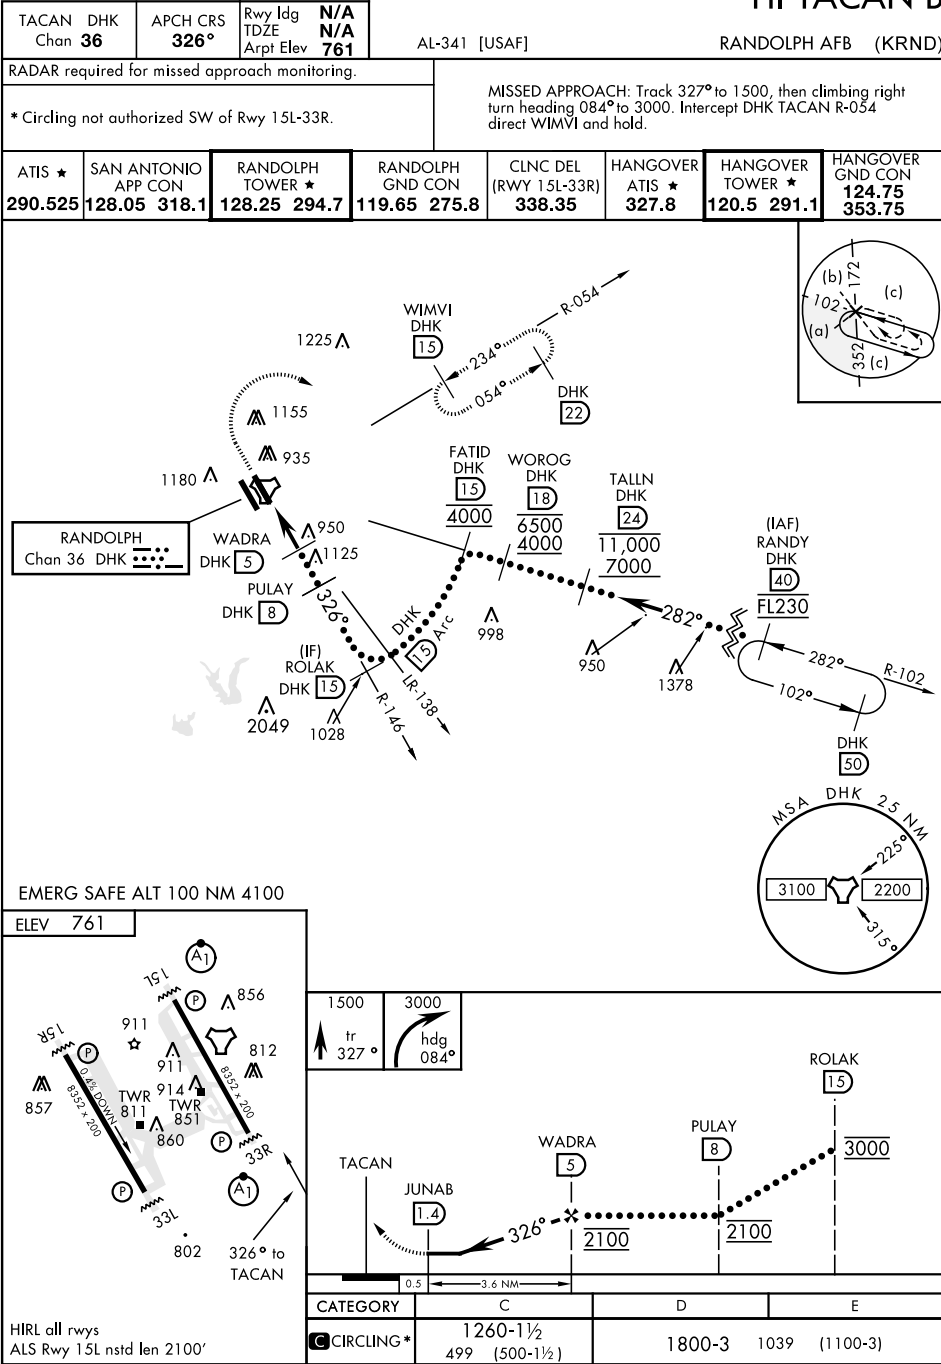 HI-TACAN B
TACAN DHK
Chan 36
APCH CRS
326°
Rwy ldg N/A
TDZE N/A
Arpt Elev 761
AL-341 [USAF]
RANDOLPH AFB (KRND)
RADAR required for missed approach monitoring.
* Circling not authorized SW of Rwy 15L-33R.
MISSED APPROACH: Track 327° to 1500, then climbing right
turn heading 084° to 3000. Intercept DHK TACAN R-054
direct WIMVI and hold.
ATIS ★
290.525
SAN ANTONIO
APP CON
128.05 318.1
RANDOLPH
TOWER ★
128.25 294.7
RANDOLPH
GND CON
119.65 275.8
CLNC DEL
(RWY 15L-33R)
338.35
HANGOVER
ATIS ★
327.8
HANGOVER
TOWER ★
120.5 291.1
HANGOVER
GND CON
124.75
353.75
(b)
172
(c)
102
(a)
352
(c)
R-054
WIMVI
DHK
15
1225
234°
054°
DHK
22
1155
935
1180
FATID
DHK
15
4000
WOROG
DHK
18
6500
4000
TALLN
DHK
24
11,000
7000
(IAF)
RANDY
DHK
40
FL230
RANDOLPH
Chan 36 DHK
WADRA
DHK 5
950
1125
PULAY
DHK 8
326°
DHK
15 Arc
998
282°
950
1378
282°
102°
R-102
(IF)
ROLAK
DHK 15
LR-138
R-146
2049
1028
DHK
50
MSA DHK 25 NM
225°
3100
2200
315°
EMERG SAFE ALT 100 NM 4100
ELEV 761
A1
15L
P
856
15R
911
P
812
911
0.4% DOWN
8352 x 200
8352 x 200
857
TWR
811
914
TWR
851
860
P
33R
P
A1
33L
802
326° to
TACAN
HIRL all rwys
ALS Rwy 15L nstd len 2100'
1500
tr
327°
3000
hdg
084°
ROLAK
15
PULAY
8
3000
WADRA
5
TACAN
JUNAB
1.4
326°
2100
2100
0.5
3.6 NM
CATEGORY C D E
C CIRCLING* 1260-1½ 499 (500-1½) 1800-3 1039 (1100-3)